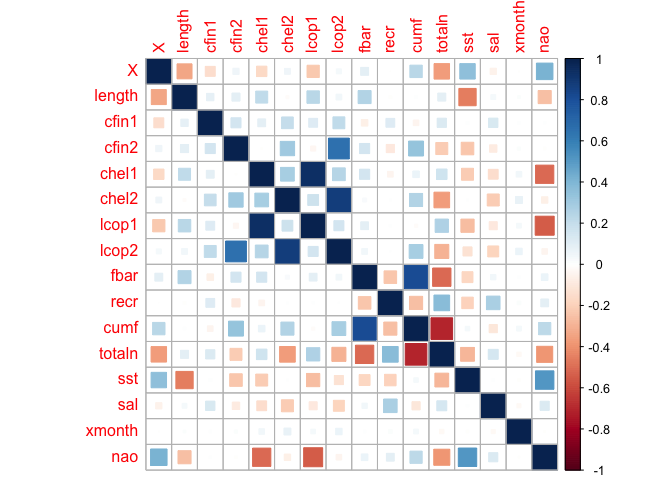 X length cfin1 cfin2 chel1 chel2 lcop1 lcop2 fbar recr cumf totaln sst sal xmonth nao
X
length
cfin1
cfin2
chel1
chel2
lcop1
lcop2
fbar
recr
cumf
totaln
sst
sal
xmonth
nao
1
0.8
0.6
0.4
0.2
0
-0.2
-0.4
-0.6
-0.8
-1